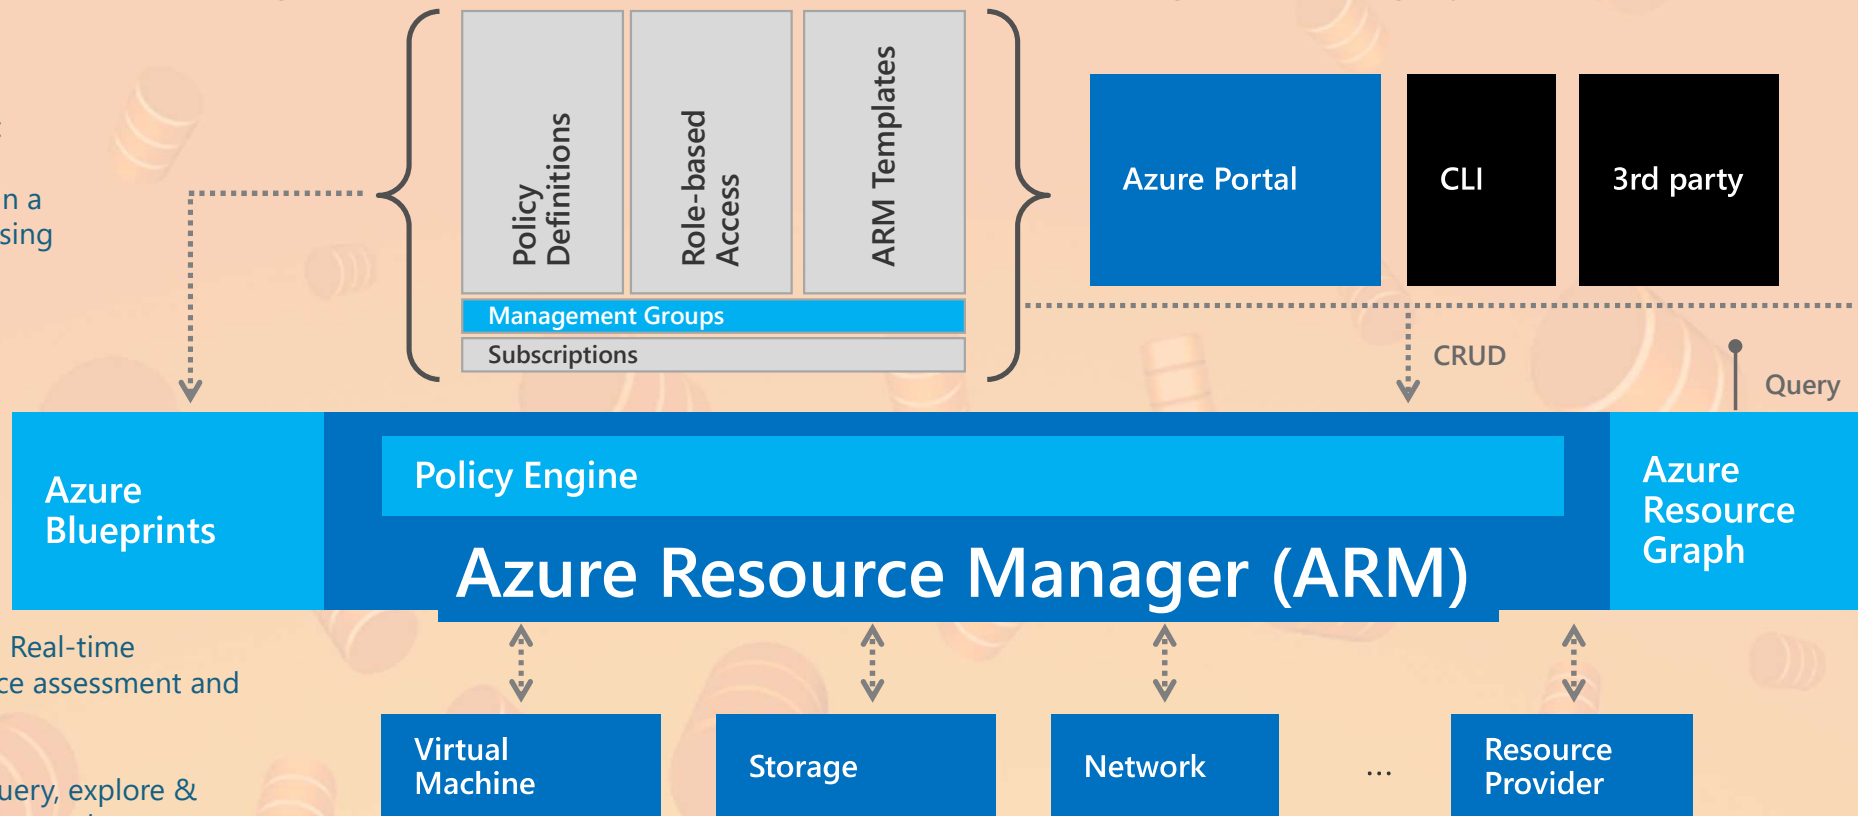 Policy
Definitions
Role-based
Access
ARM Templates
Management Groups
Subscriptions
Azure Portal
CLI
3rd party
n a
sing
CRUD
Query
Azure
Blueprints
Policy Engine
Azure Resource Manager (ARM)
Azure
Resource
Graph
Real-time
ce assessment and
uery, explore &
Virtual
Machine
Storage
Network
...
Resource
Provider